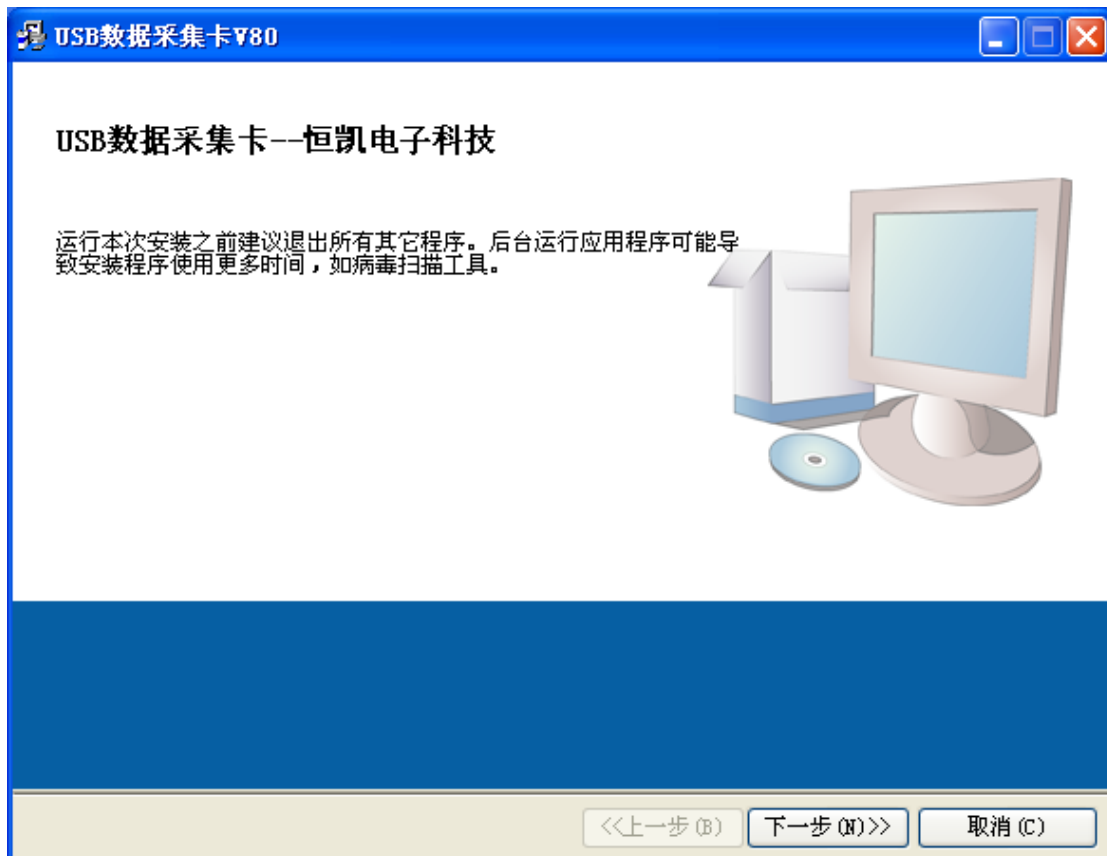 USB数据采集卡V80
USB数据采集卡--恒凯电子科技
运行本次安装之前建议退出所有其它程序。后台运行应用程序可能导
致安装程序使用更多时间，如病毒扫描工具。
<<上一步(B) 下一步(N)>> 取消(C)